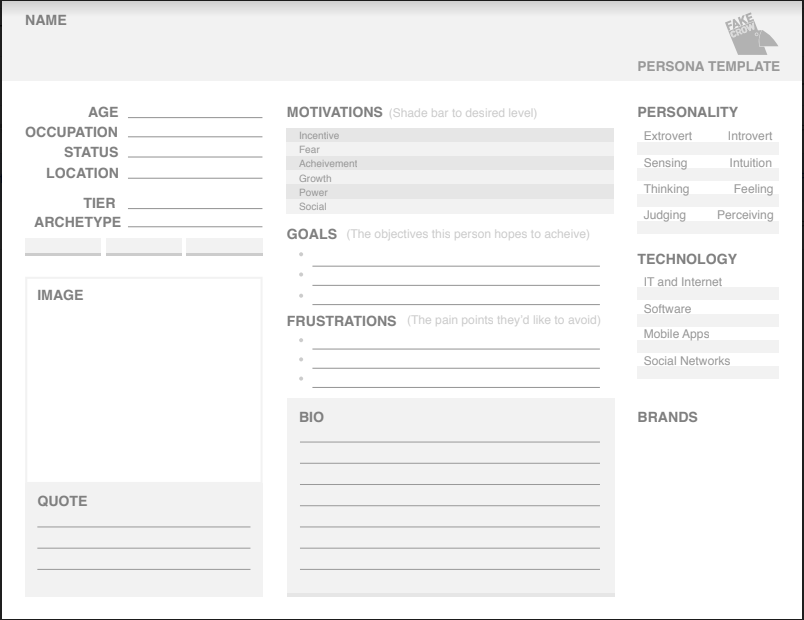 NAME
FAKE
CROW
PERSONA TEMPLATE
AGE
OCCUPATION
STATUS
LOCATION
TIER
ARCHETYPE
IMAGE
QUOTE
MOTIVATIONS (Shade bar to desired level)
Incentive
Fear
Acheivement
Growth
Power
Social
GOALS (The objectives this person hopes to acheive)
FRUSTRATIONS (The pain points they'd like to avoid)
BIO
PERSONALITY
Extrovert Introvert
Sensing Intuition
Thinking Feeling
Judging Perceiving
TECHNOLOGY
IT and Internet
Software
Mobile Apps
Social Networks
BRANDS